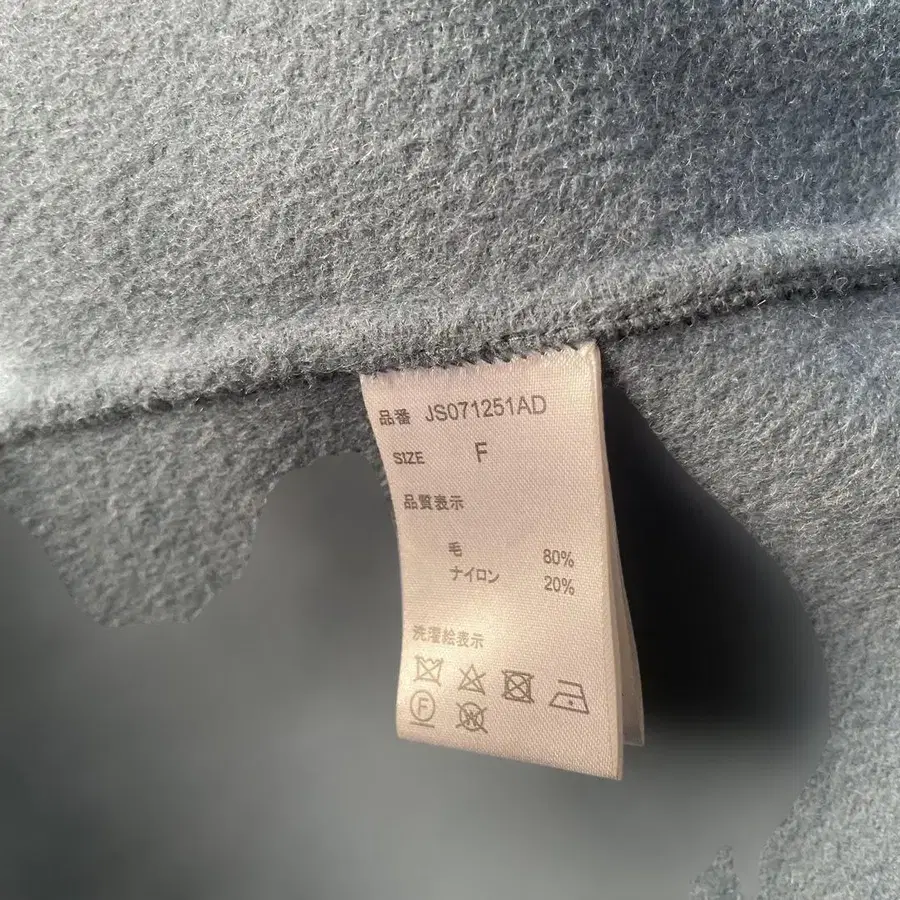 品番 JS071251AD
SIZE F
品質表示
毛 80%
ナイロン 20%
洗濯絵表示
F
W